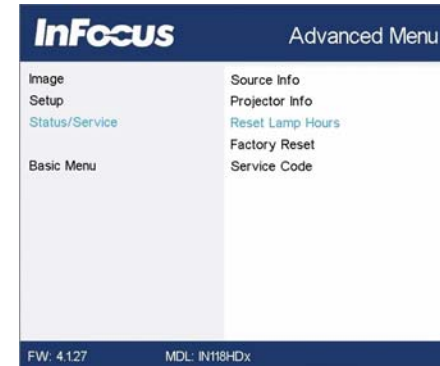 InFocus
Advanced Menu
Image
Setup
Status/Service
Basic Menu
Source Info
Projector Info
Reset Lamp Hours
Factory Reset
Service Code
FW: 4.1.27
MDL: IN118HDx